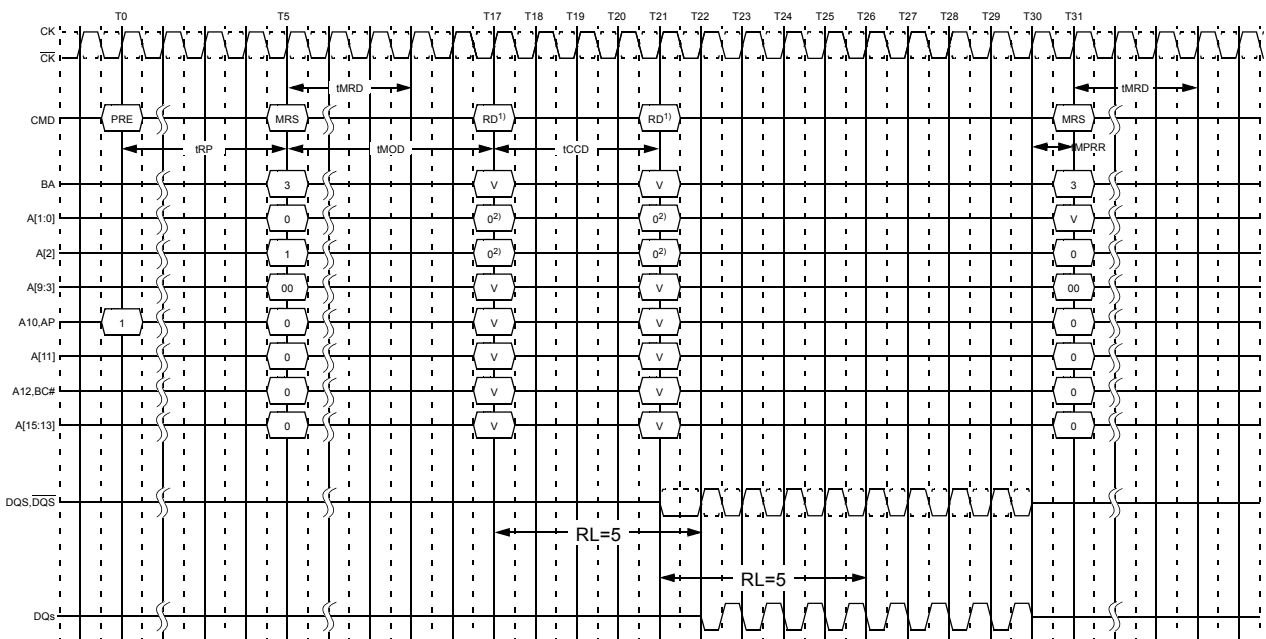 T0 T5 T17 T18 T19 T20 T21 T22 T23 T24 T25 T26 T27 T28 T29 T30 T31
CK
CK
tMRD tMRD
CMD PRE MRS RD1) RD1) MRS
tRP tMOD tCCD tMPRR
BA 3 V V 3
A[1:0] 0 02) 02) V
A[2] 1 02) 02) 0
A[9:3] 00 V V 00
A10,AP 1 0 V V 0
A[11] 0 V V 0
A12,BC# 0 V V 0
A[15:13] 0 V V 0
DQS,DQS
RL=5
RL=5
DQs